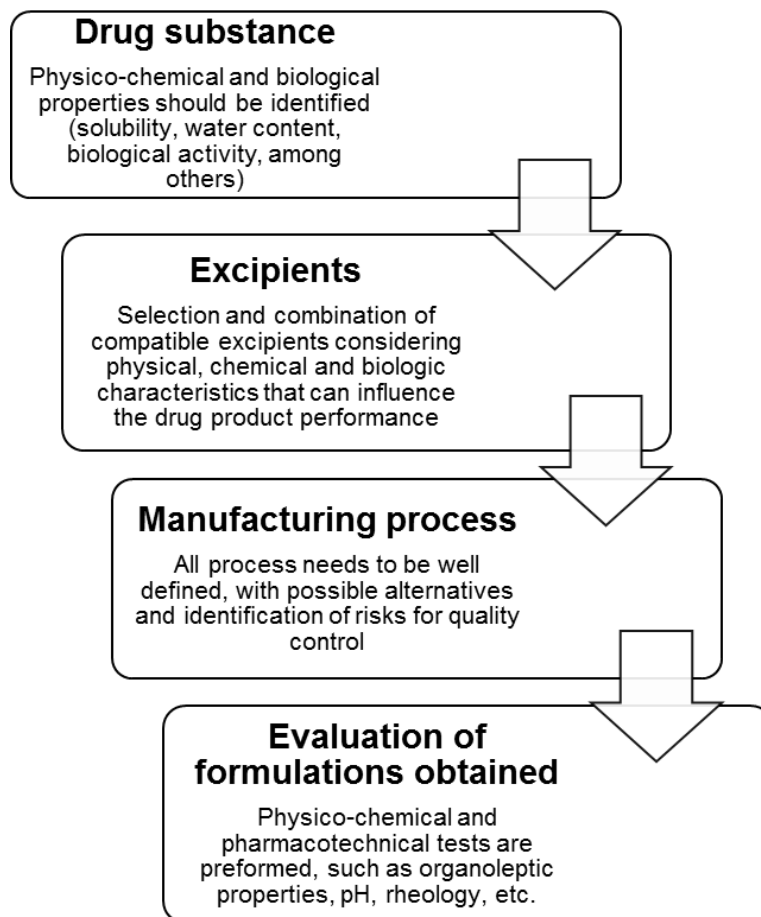 Drug substance
Physico-chemical and biological
properties should be identified
(solubility, water content,
biological activity, among
others)
Excipients
Selection and combination of
compatible excipients considering
physical, chemical and biologic
characteristics that can influence
the drug product performance
Manufacturing process
All process needs to be well
defined, with possible alternatives
and identification of risks for quality
control
Evaluation of
formulations obtained
Physico-chemical and
pharmacotechnical tests are
preformed, such as organoleptic
properties, pH, rheology, etc.